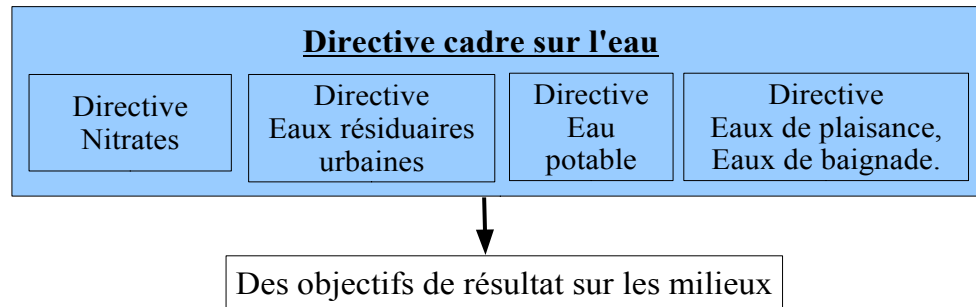 Directive cadre sur l'eau
Directive
Nitrates
Directive
Eaux résiduaires
urbaines
Directive
Eau
potable
Directive
Eaux de plaisance,
Eaux de baignade.
Des objectifs de résultat sur les milieux